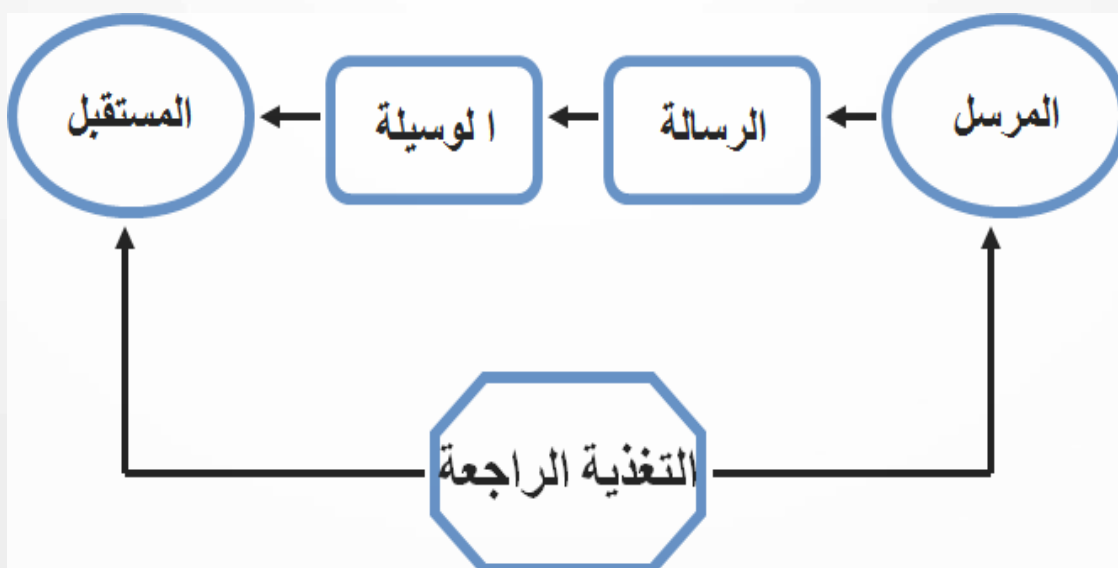 المرسل
الرسالة
ا لوسيلة
المستقبل
التغذية الراجعة